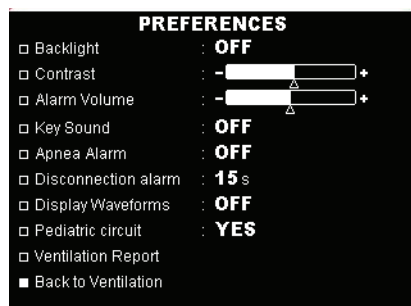 PREFERENCES
Backlight : OFF
Contrast : - +
Alarm Volume : - +
Key Sound : OFF
Apnea Alarm : OFF
Disconnection alarm : 15 s
Display Waveforms : OFF
Pediatric circuit : YES
Ventilation Report
Back to Ventilation